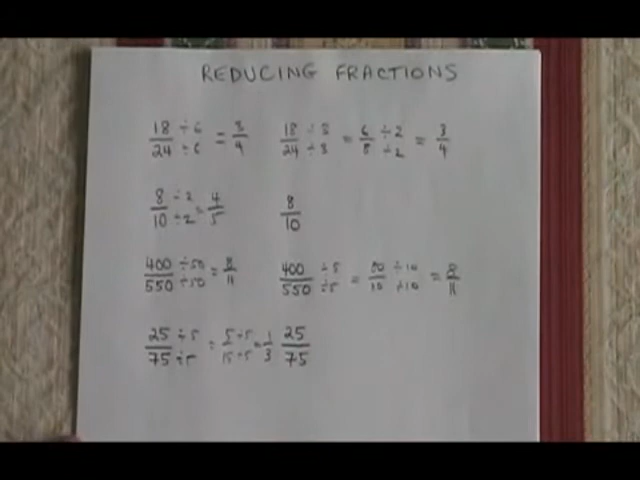 REDUCING FRACTIONS
18/24 ÷6/÷6 = 3/4 18/24 ÷3/÷3 = 6/8 ÷2/÷2 = 3/4
8/10 ÷2/÷2 = 4/5 8/10
400/550 ÷50/÷50 = 8/11 400/550 ÷5/÷5 = ÷10/÷10 = 8/11
25/75 ÷5/÷5 = 5/15 ÷5/÷5 = 1/3 25/75